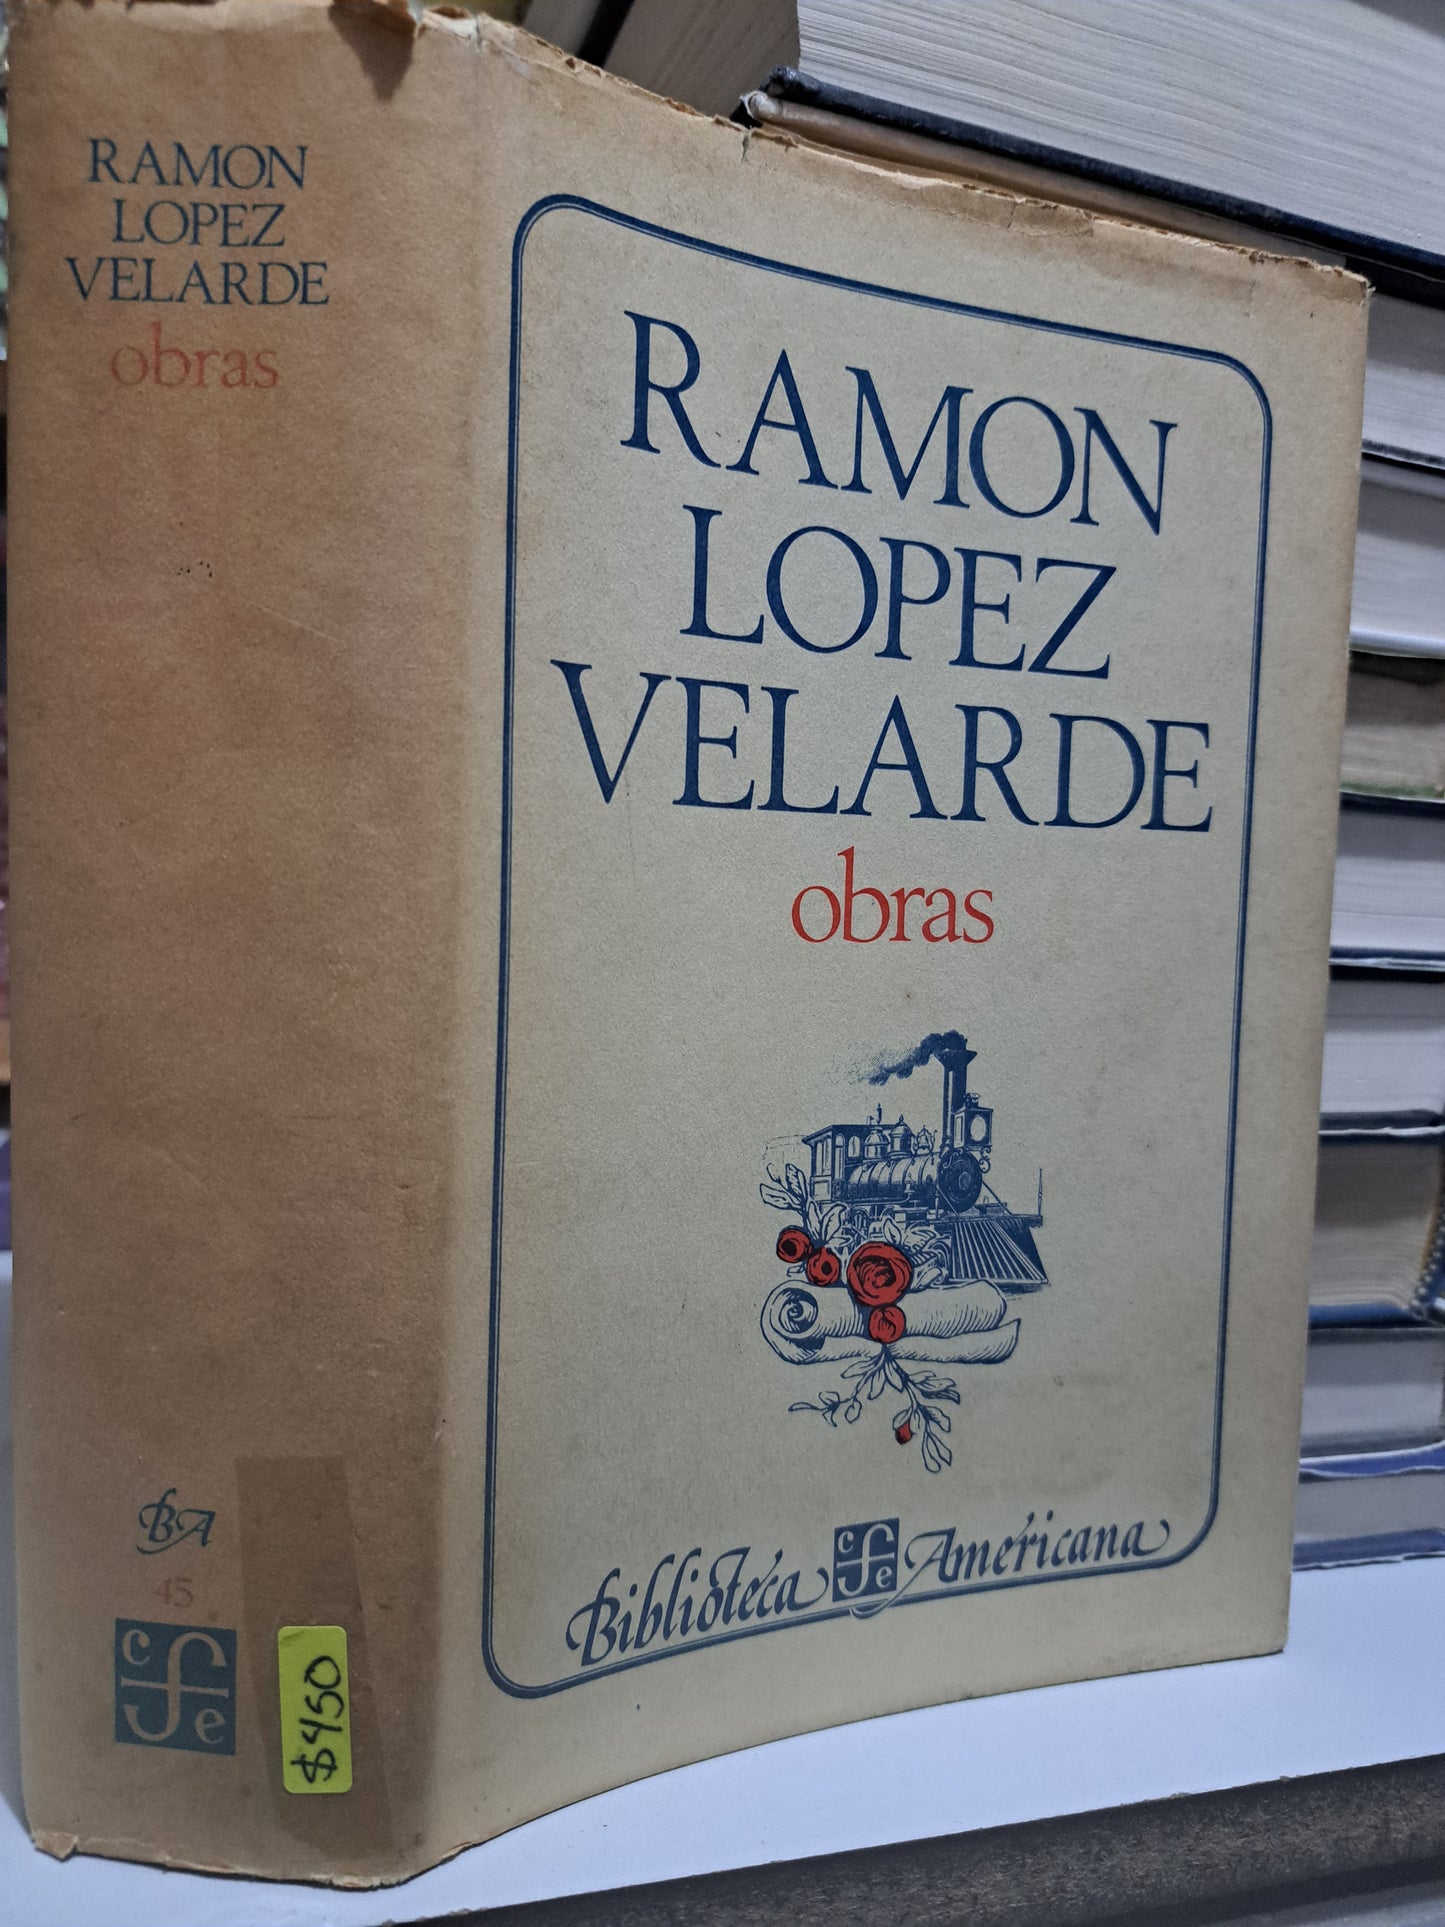 RAMON
LOPEZ
VELARDE
obras
BA
45
cfe
$450
RAMON
LOPEZ
VELARDE
obras
Biblioteca cfe Americana